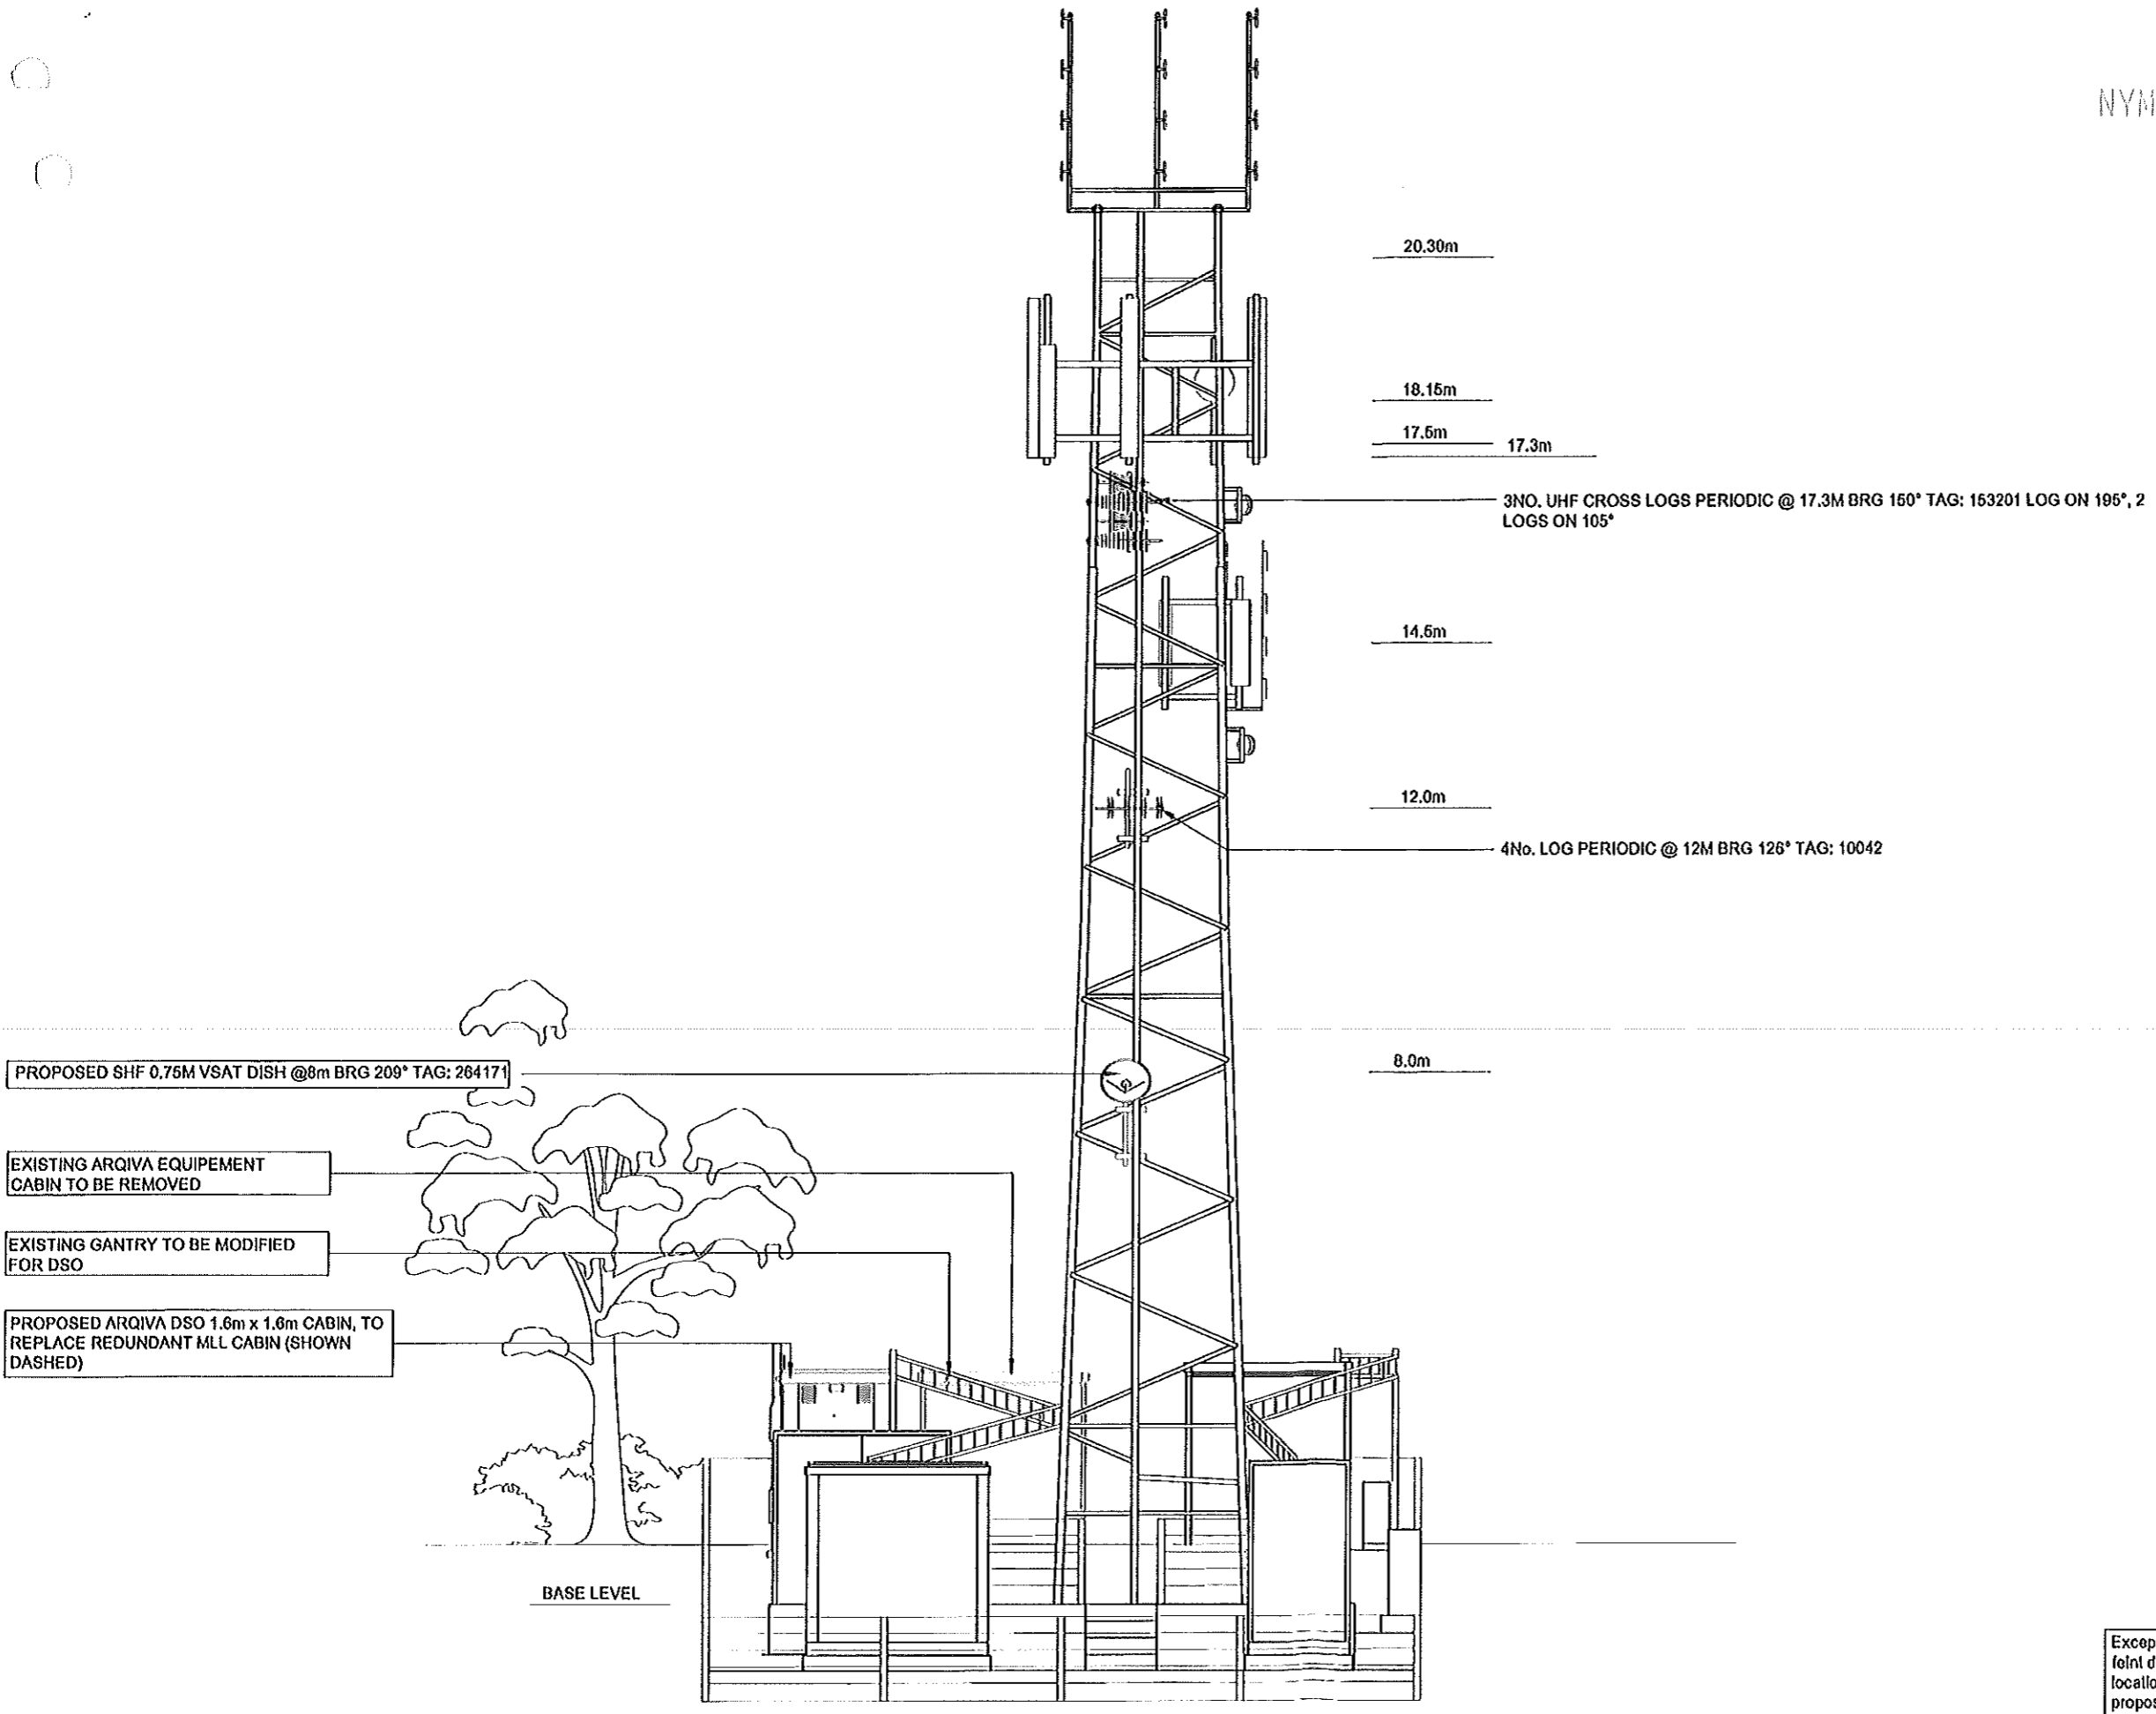 NYM
20.30m
18.15m
17.5m
17.3m
3NO. UHF CROSS LOGS PERIODIC @ 17.3M BRG 150° TAG: 153201 LOG ON 195°, 2
LOGS ON 105°
14.5m
12.0m
4No. LOG PERIODIC @ 12M BRG 126° TAG: 10042
8.0m
PROPOSED SHF 0.75M VSAT DISH @8m BRG 209° TAG: 264171
EXISTING ARQIVA EQUIPEMENT
CABIN TO BE REMOVED
EXISTING GANTRY TO BE MODIFIED
FOR DSO
PROPOSED ARQIVA DSO 1.6m x 1.6m CABIN, TO
REPLACE REDUNDANT MLL CABIN (SHOWN
DASHED)
BASE LEVEL
Excep
feint d
locatio
propos